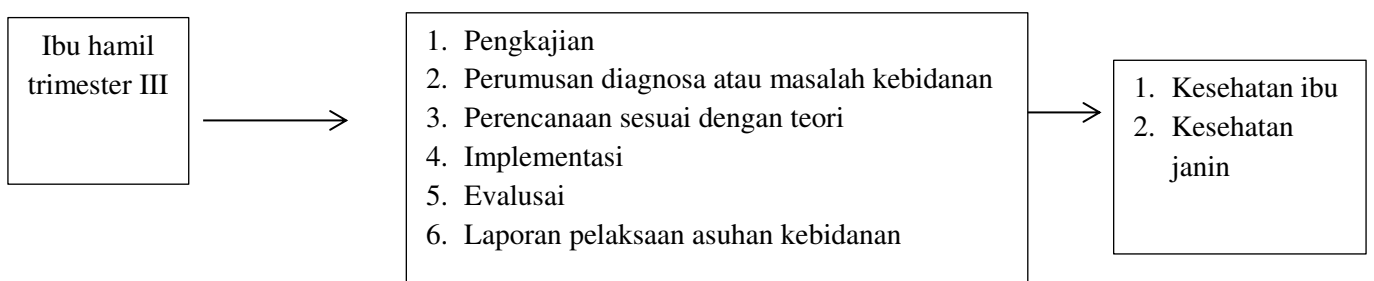 Ibu hamil
trimester III
1. Pengkajian
2. Perumusan diagnosa atau masalah kebidanan
3. Perencanaan sesuai dengan teori
4. Implementasi
5. Evalusai
6. Laporan pelaksaan asuhan kebidanan
1. Kesehatan ibu
2. Kesehatan
janin